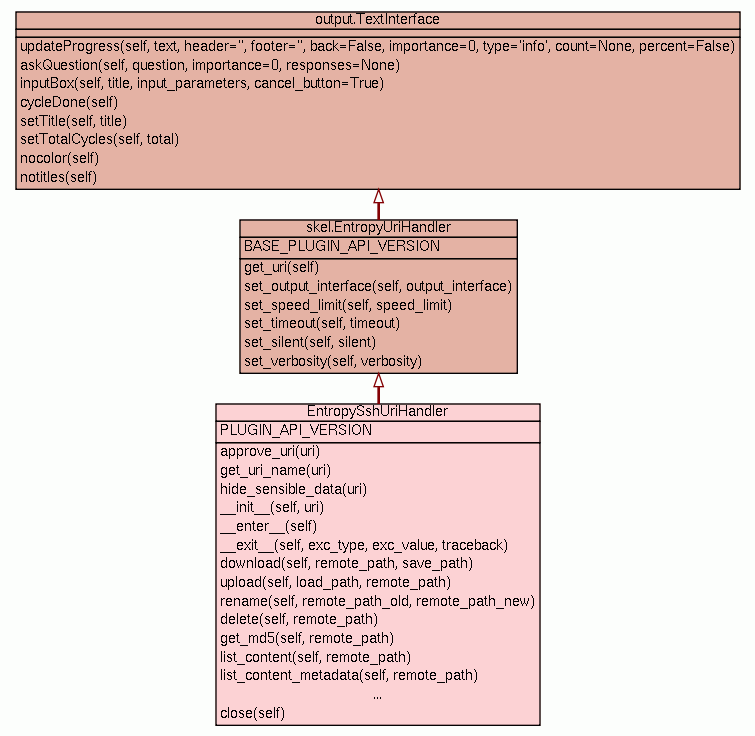 output.TextInterface
updateProgress(self, text, header='', footer='', back=False, importance=0, type='info', count=None, percent=False)
askQuestion(self, question, importance=0, responses=None)
inputBox(self, title, input_parameters, cancel_button=True)
cycleDone(self)
setTitle(self, title)
setTotalCycles(self, total)
nocolor(self)
notitles(self)
skel.EntropyUriHandler
BASE_PLUGIN_API_VERSION
get_uri(self)
set_output_interface(self, output_interface)
set_speed_limit(self, speed_limit)
set_timeout(self, timeout)
set_silent(self, silent)
set_verbosity(self, verbosity)
EntropySshUriHandler
PLUGIN_API_VERSION
approve_uri(uri)
get_uri_name(uri)
hide_sensible_data(uri)
__init__(self, uri)
__enter__(self)
__exit__(self, exc_type, exc_value, traceback)
download(self, remote_path, save_path)
upload(self, load_path, remote_path)
rename(self, remote_path_old, remote_path_new)
delete(self, remote_path)
get_md5(self, remote_path)
list_content(self, remote_path)
list_content_metadata(self, remote_path)
...
close(self)